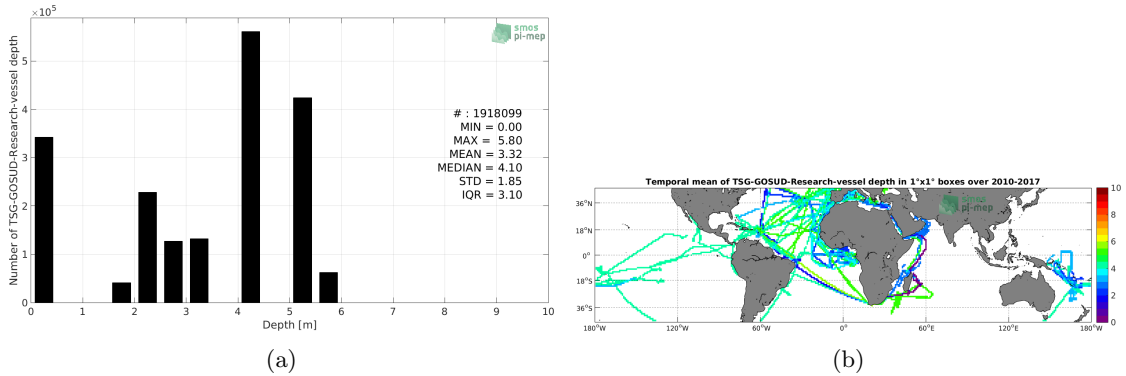 ×10⁵
smos
pi-mep
Number of TSG-GOSUD-Research-vessel depth
5
4
3
2
1
0
# : 1918099
MIN = 0.00
MAX = 5.80
MEAN = 3.32
MEDIAN = 4.10
STD = 1.85
IQR = 3.10
0 1 2 3 4 5 6 7 8 9 10
Depth [m]
(a)
Temporal mean of TSG-GOSUD-Research-vessel depth in 1°x1° boxes over 2010-2017
smos
pi-mep
36°N
18°N
0°
18°S
36°S
180°W 120°W 60°W 0° 60°E 120°E 180°W
10
8
6
4
2
0
(b)